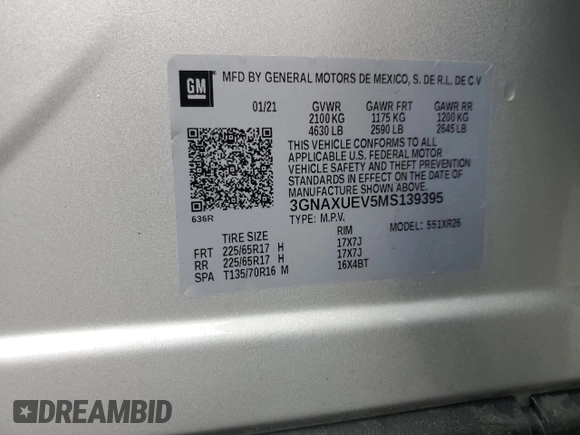 GM
MFD BY GENERAL MOTORS DE MEXICO, S. DE R.L. DE C V
01/21 GVWR GAWR FRT GAWR RR
2100 KG 1175 KG 1200 KG
4630 LB 2590 LB 2645 LB
THIS VEHICLE CONFORMS TO ALL
APPLICABLE U.S. FEDERAL MOTOR
VEHICLE SAFETY AND THEFT PREVENTION
STANDARDS IN EFFECT ON THE DATE OF
MANUFACTURE SHOWN ABOVE.
3GNAXUEV5MS139395
636R TYPE: M.P.V. MODEL: 551XR26
TIRE SIZE RIM
FRT 225/65R17 H 17X7J
RR 225/65R17 H 17X7J
SPA T135/70R16 M 16X4BT
DREAMBID